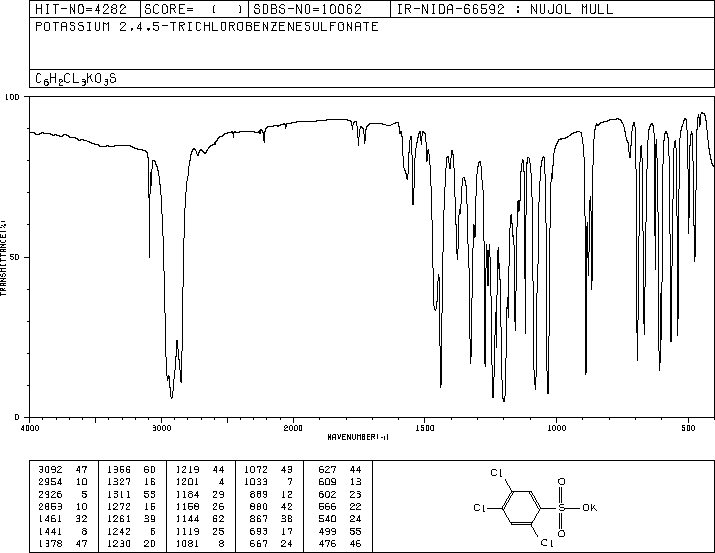 HIT-NO=4282 SCORE= ( ) SDBS-NO=10062 IR-NIDA-66592 : NUJOL MULL
POTASSIUM 2,4,5-TRICHLOROBENZENESULFONATE
C6H2CL3KO3S
100
50
0
TRANSMITTANCE(%)
4000 3000 2000 1500 1000 500
WAVENUMBER(-1)
3092 47 1366 60 1219 44 1072 43 627 44
2954 10 1327 16 1201 4 1033 7 609 13
2926 5 1311 55 1184 29 889 12 602 23
2853 10 1272 16 1158 26 880 42 566 22
1461 32 1261 39 1144 62 867 38 540 24
1441 8 1242 6 1119 25 693 17 499 55
1378 47 1230 20 1081 8 667 24 476 46
Cl
O
Cl
S
OK
O
Cl